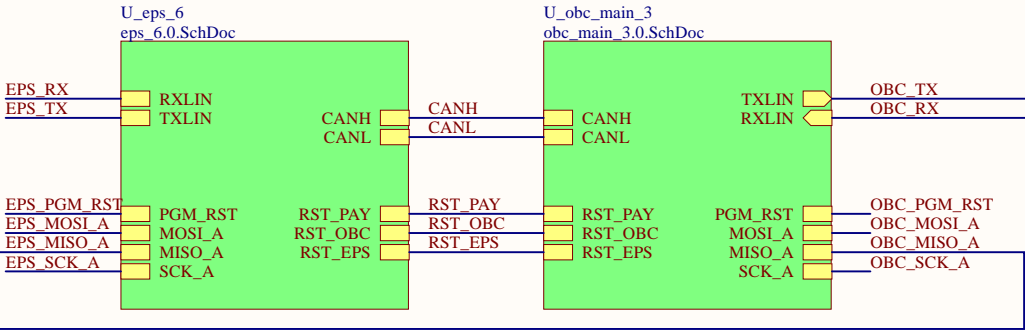 U_eps_6
eps_6.0.SchDoc
U_obc_main_3
obc_main_3.0.SchDoc
EPS_RX
RXLIN
TXLIN
OBC_TX
EPS_TX
TXLIN
CANH
CANH
CANH
RXLIN
OBC_RX
CANL
CANL
CANL
EPS_PGM_RST
PGM_RST
RST_PAY
RST_PAY
RST_PAY
PGM_RST
OBC_PGM_RST
EPS_MOSI_A
MOSI_A
RST_OBC
RST_OBC
RST_OBC
MOSI_A
OBC_MOSI_A
EPS_MISO_A
MISO_A
RST_EPS
RST_EPS
RST_EPS
MISO_A
OBC_MISO_A
EPS_SCK_A
SCK_A
SCK_A
OBC_SCK_A